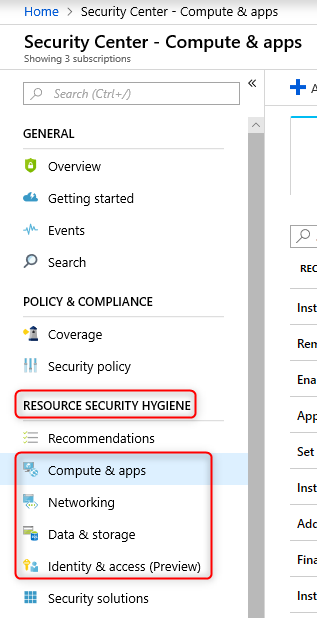 Home > Security Center - Compute & apps
Security Center - Compute & apps
Showing 3 subscriptions
Search (Ctrl+/)
«
GENERAL
Overview
Getting started
Events
Search
POLICY & COMPLIANCE
Coverage
Security policy
RESOURCE SECURITY HYGIENE
Recommendations
Compute & apps
Networking
Data & storage
Identity & access (Preview)
Security solutions
REC
Inst
Rem
Ena
App
Set
Inst
Add
Fina
Inst